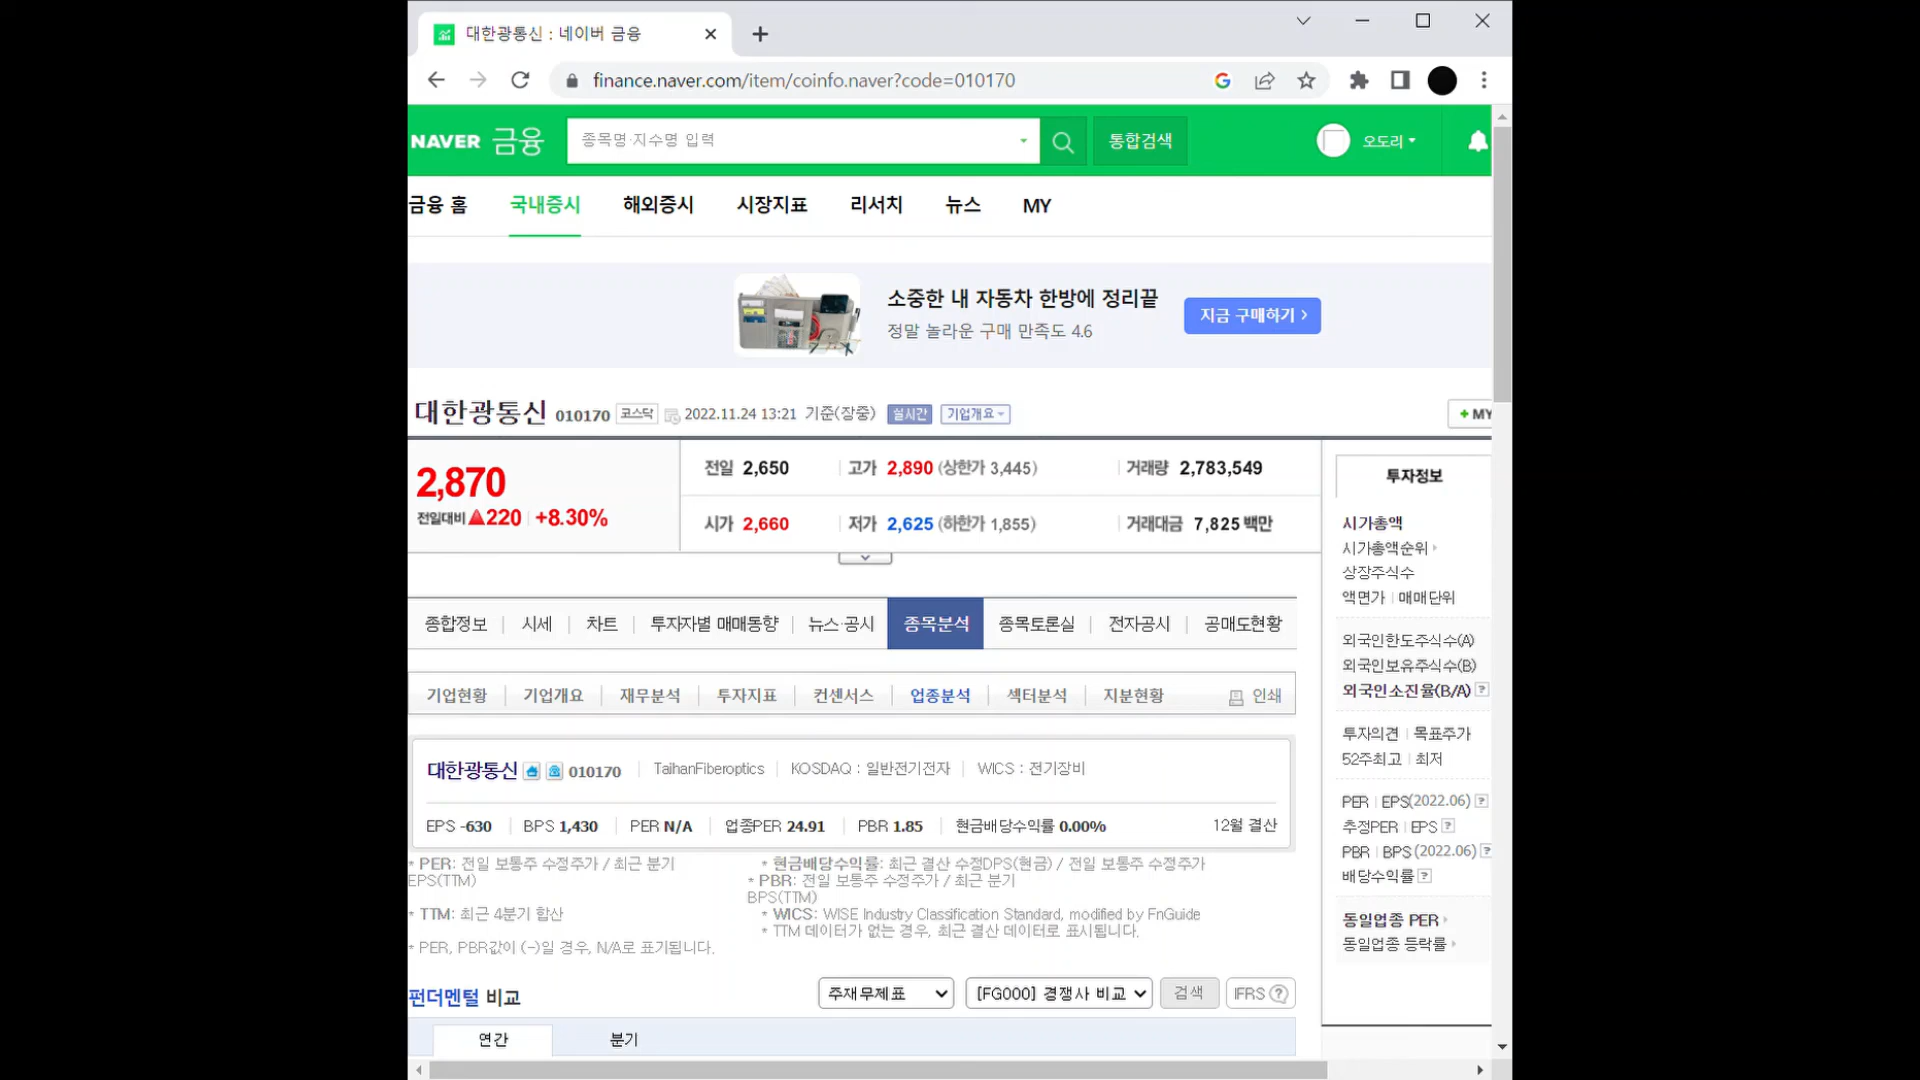 대한광통신 : 네이버 금융
finance.naver.com/item/coinfo.naver?code=010170
NAVER 금융 종목명·지수명 입력 통합검색 오도리
금융 홈 국내증시 해외증시 시장지표 리서치 뉴스 MY
소중한 내 자동차 한방에 정리끝
정말 놀라운 구매 만족도 4.6
지금 구매하기 >
대한광통신 010170 코스닥 2022.11.24 13:21 기준(장중) 실시간 기업개요 + MY
2,870
전일대비 ▲220 +8.30%
전일 2,650 고가 2,890 (상한가 3,445) 거래량 2,783,549
시가 2,660 저가 2,625 (하한가 1,855) 거래대금 7,825 백만
종합정보 시세 차트 투자자별 매매동향 뉴스·공시 종목분석 종목토론실 전자공시 공매도현황
기업현황 기업개요 재무분석 투자지표 컨센서스 업종분석 섹터분석 지분현황 인쇄
대한광통신 010170 TaihanFiberoptics KOSDAQ : 일반전기전자 WICS : 전기장비
EPS -630 BPS 1,430 PER N/A 업종PER 24.91 PBR 1.85 현금배당수익률 0.00% 12월 결산
* PER: 전일 보통주 수정주가 / 최근 분기
EPS(TTM)
* TTM: 최근 4분기 합산
* PER, PBR값이 (-)일 경우, N/A로 표기됩니다.
* 현금배당수익률: 최근 결산 수정DPS(현금) / 전일 보통주 수정주가
* PBR: 전일 보통주 수정주가 / 최근 분기
BPS(TTM)
* WICS: WISE Industry Classification Standard, modified by FnGuide
* TTM 데이터가 없는 경우, 최근 결산 데이터로 표시됩니다.
펀더멘털 비교 주재무제표 [FG000] 경쟁사 비교 검색 IFRS ?
연간 분기
투자정보
시가총액
시가총액순위
상장주식수
액면가 매매단위
외국인한도주식수(A)
외국인보유주식수(B)
외국인소진율(B/A) ?
투자의견 목표주가
52주최고 최저
PER EPS(2022.06) ?
추정PER EPS ?
PBR BPS (2022.06) ?
배당수익률 ?
동일업종 PER
동일업종 등락률